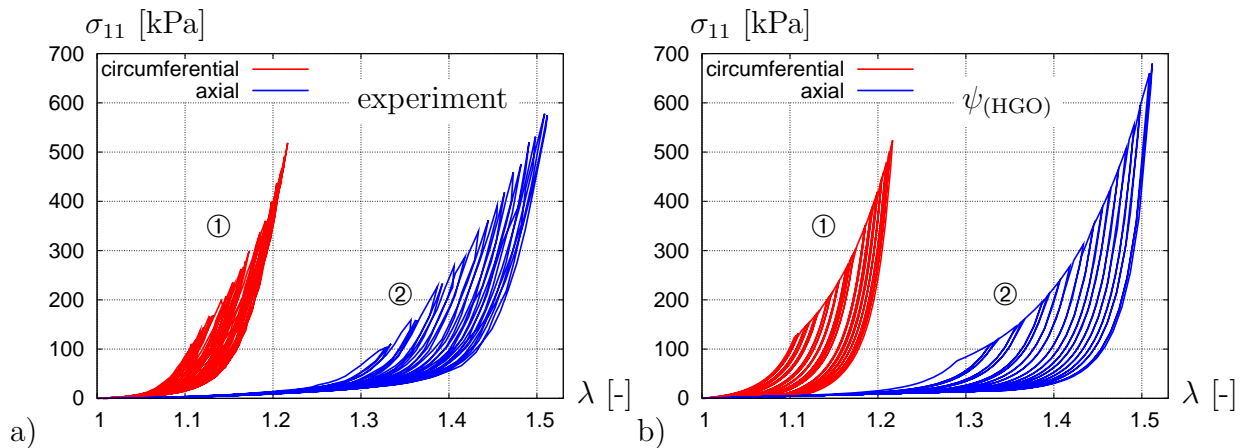 σ₁₁ [kPa]
700
600
500
400
300
200
100
0
circumferential
axial
experiment
①
②
1
1.1
1.2
1.3
1.4
1.5
λ [-]
a)
σ₁₁ [kPa]
700
600
500
400
300
200
100
0
circumferential
axial
ψ(HGO)
①
②
1
1.1
1.2
1.3
1.4
1.5
λ [-]
b)